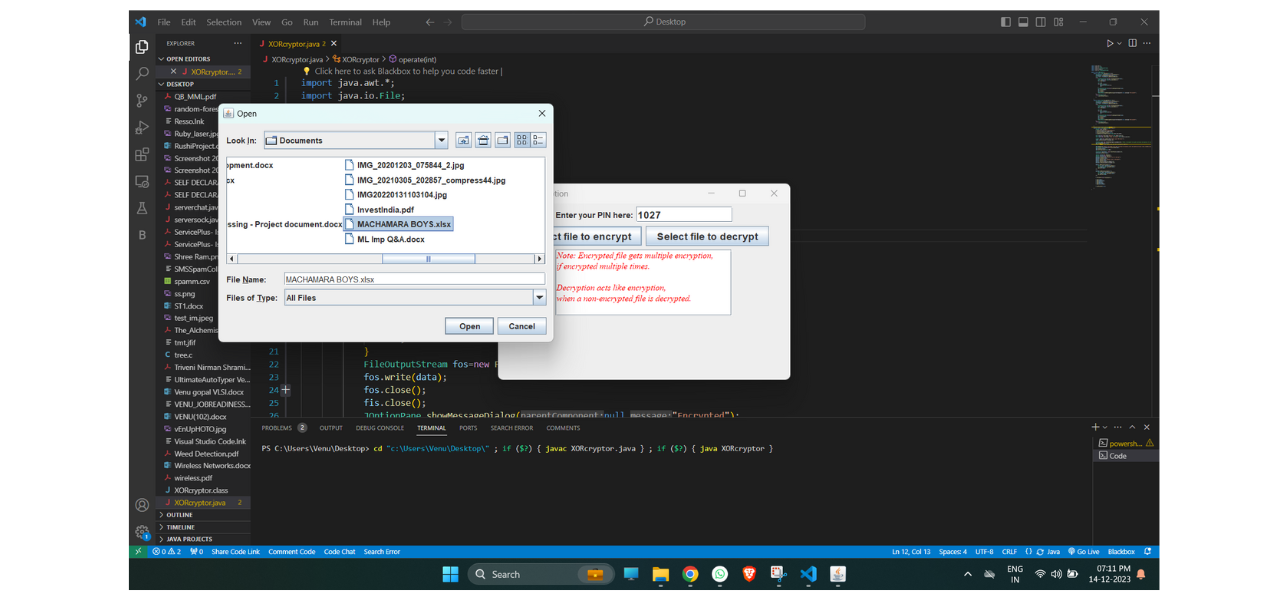 File Edit Selection View Go Run Terminal Help
Desktop
EXPLORER
OPEN EDITORS
XORcryptor.... 2
DESKTOP
QB_MML.pdf
random-fores
Resso.lnk
Ruby_laser.jp
RushiProject.c
Screenshot 20
Screenshot 20
SELF DECLAR
SELF DECLAR
serverchat.jav
serversock.jav
ServicePlus- I
ServicePlus- I
Shree Ram.pn
SMSSpamCol
spamm.csv
ss.png
ST1.docx
test_im.jpeg
The_Alchemis
tmt.jfif
tree.c
Triveni Nirman Shrami...
UltimateAutoTyper Ve...
Venu gopal VLSI.docx
VENU_JOBREADINESS...
VENU(102).docx
vEnUpHOTO.jpg
Visual Studio Code.lnk
Weed Detection.pdf
Wireless Networks.docx
wireless.pdf
XORcryptor.class
XORcryptor.java 2
OUTLINE
TIMELINE
JAVA PROJECTS
XORcryptor.java 2
XORcryptor.java > XORcryptor > operate(int)
Click here to ask Blackbox to help you code faster |
1 import java.awt.*;
2 import java.io.File;
Open
Look In: Documents
opment.docx
cx
ssing - Project document.docx
IMG_20201203_075844_2.jpg
IMG_20210305_202857_compress44.jpg
IMG20220131103104.jpg
InvestIndia.pdf
MACHAMARA BOYS.xlsx
ML Imp Q&A.docx
File Name: MACHAMARA BOYS.xlsx
Files of Type: All Files
Open Cancel
tion
Enter your PIN here: 1027
ct file to encrypt Select file to decrypt
Note: Encrypted file gets multiple encryption,
if encrypted multiple times.
Decryption acts like encryption,
when a non-encrypted file is decrypted.
21 }
22 FileOutputStream fos=new F
23 fos.write(data);
24 fos.close();
25 fis.close();
26 JOptionPane.showMessageDialog(parentComponent:null,message:"Encrypted");
PROBLEMS 2 OUTPUT DEBUG CONSOLE TERMINAL PORTS SEARCH ERROR COMMENTS
PS C:\Users\Venu\Desktop> cd "c:\Users\Venu\Desktop\" ; if ($?) { javac XORcryptor.java } ; if ($?) { java XORcryptor }
powersh...
Code
0 2 0 Share Code Link Comment Code Code Chat Search Error
Ln 12, Col 13 Spaces: 4 UTF-8 CRLF {} Java Go Live Blackbox
Search
ENG
IN
07:11 PM
14-12-2023